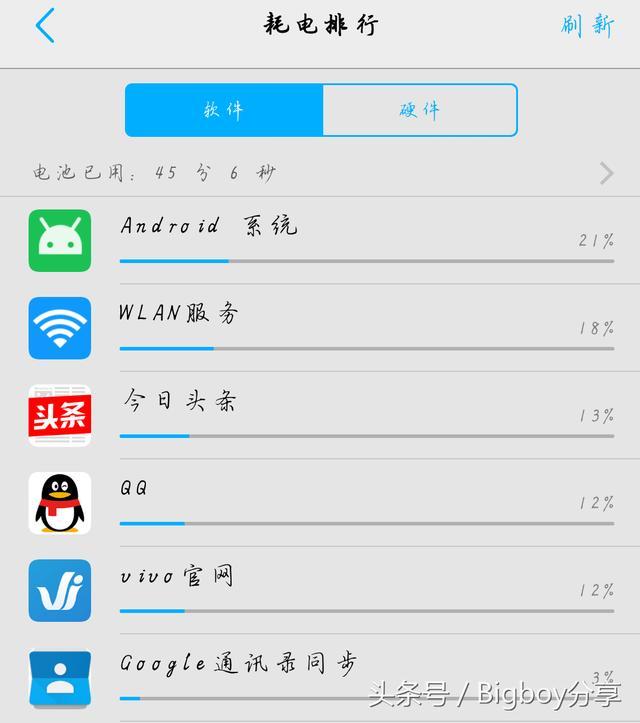 耗电排行
刷新
软件
硬件
电池已用：45 分 6 秒
Android 系统
21%
WLAN服务
18%
头条
今日头条
13%
QQ
12%
vivo官网
12%
Google通讯录同步
3%
头条号 / Bigboy分享